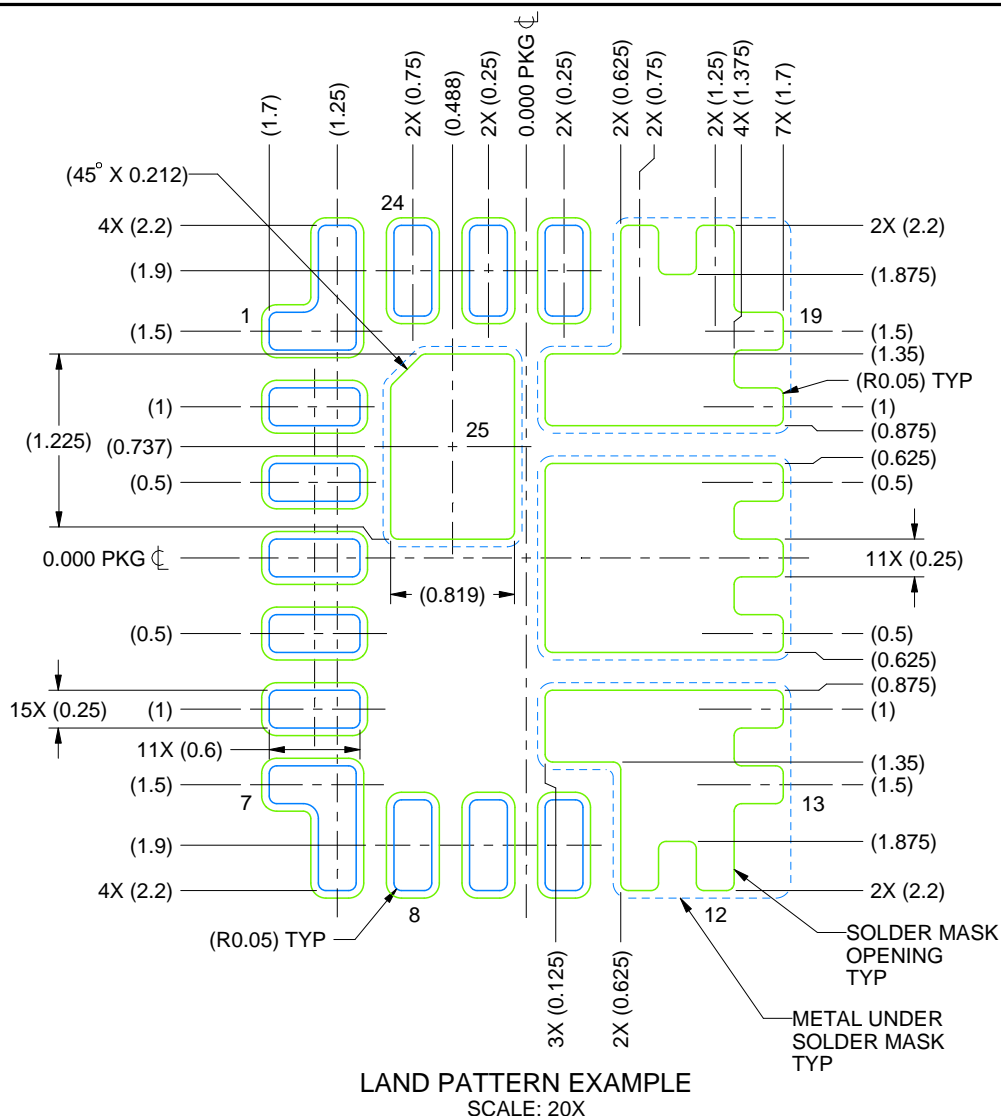 (1.7)
(1.25)
2X (0.75)
(0.488)
2X (0.25)
0.000 PKG ℄
2X (0.25)
2X (0.625)
2X (0.75)
2X (1.25)
4X (1.375)
7X (1.7)
(45° X 0.212)
24
4X (2.2)
2X (2.2)
(1.9)
(1.875)
1
19
(1.5)
(1.5)
(1.35)
(R0.05) TYP
(1)
(1)
(1.225)
(0.737)
25
(0.875)
(0.625)
(0.5)
(0.5)
0.000 PKG ℄
11X (0.25)
(0.819)
(0.5)
(0.5)
(0.625)
(0.875)
15X (0.25)
(1)
(1)
11X (0.6)
(1.35)
(1.5)
(1.5)
7
13
(1.9)
(1.875)
4X (2.2)
2X (2.2)
8
12
(R0.05) TYP
SOLDER MASK
OPENING
TYP
3X (0.125)
2X (0.625)
METAL UNDER
SOLDER MASK
TYP
LAND PATTERN EXAMPLE
SCALE: 20X